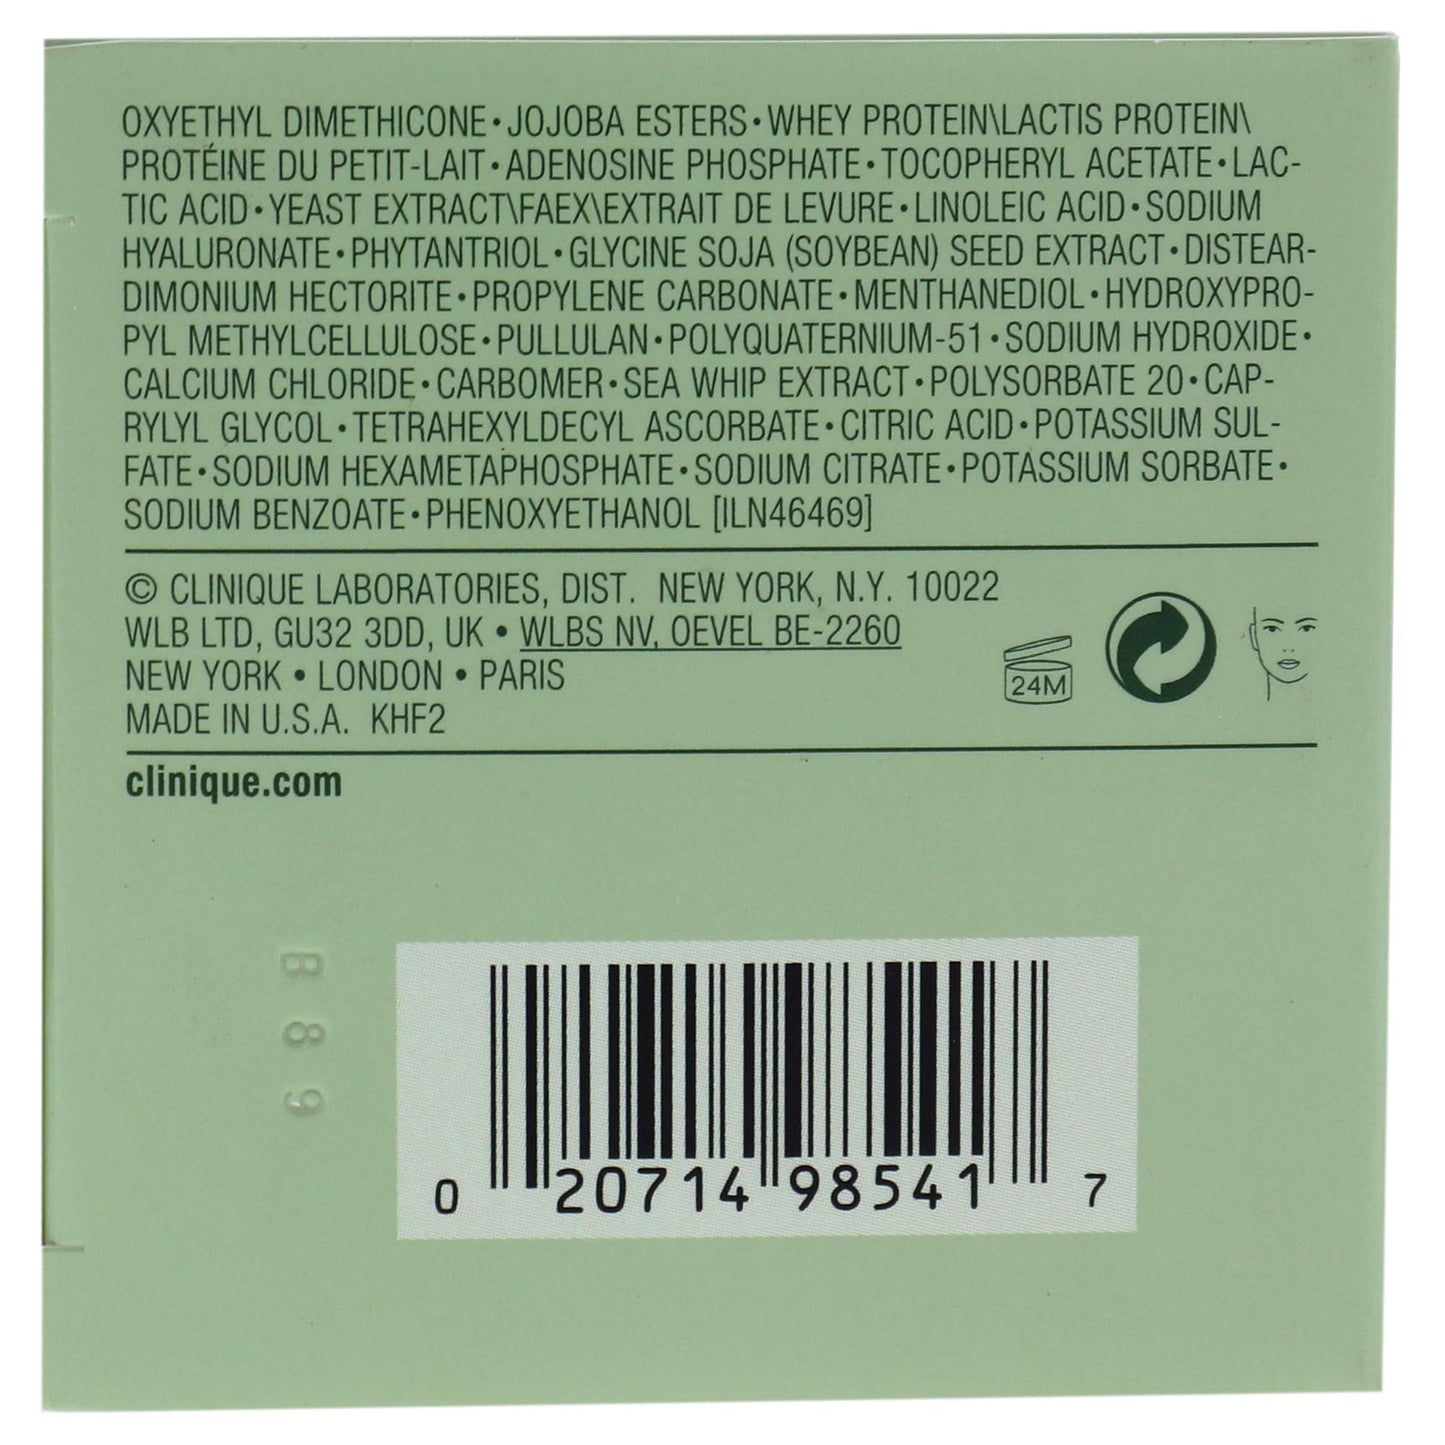 OXYETHYL DIMETHICONE•JOJOBA ESTERS•WHEY PROTEIN\LACTIS PROTEIN\
PROTÉINE DU PETIT-LAIT•ADENOSINE PHOSPHATE•TOCOPHERYL ACETATE•LAC-
TIC ACID•YEAST EXTRACT\FAEX\EXTRAIT DE LEVURE•LINOLEIC ACID•SODIUM
HYALURONATE•PHYTANTRIOL•GLYCINE SOJA (SOYBEAN) SEED EXTRACT•DISTEAR-
DIMONIUM HECTORITE•PROPYLENE CARBONATE•MENTHANEDIOL•HYDROXYPRO-
PYL METHYLCELLULOSE•PULLULAN•POLYQUATERNIUM-51•SODIUM HYDROXIDE•
CALCIUM CHLORIDE•CARBOMER•SEA WHIP EXTRACT•POLYSORBATE 20•CAP-
RYLYL GLYCOL•TETRAHEXYLDECYL ASCORBATE•CITRIC ACID•POTASSIUM SUL-
FATE•SODIUM HEXAMETAPHOSPHATE•SODIUM CITRATE•POTASSIUM SORBATE•
SODIUM BENZOATE•PHENOXYETHANOL [ILN46469]
© CLINIQUE LABORATORIES, DIST. NEW YORK, N.Y. 10022
WLB LTD, GU32 3DD, UK • WLBS NV, OEVEL BE-2260
NEW YORK • LONDON • PARIS
MADE IN U.S.A. KHF2
24M
clinique.com
B89
0 20714 98541 7